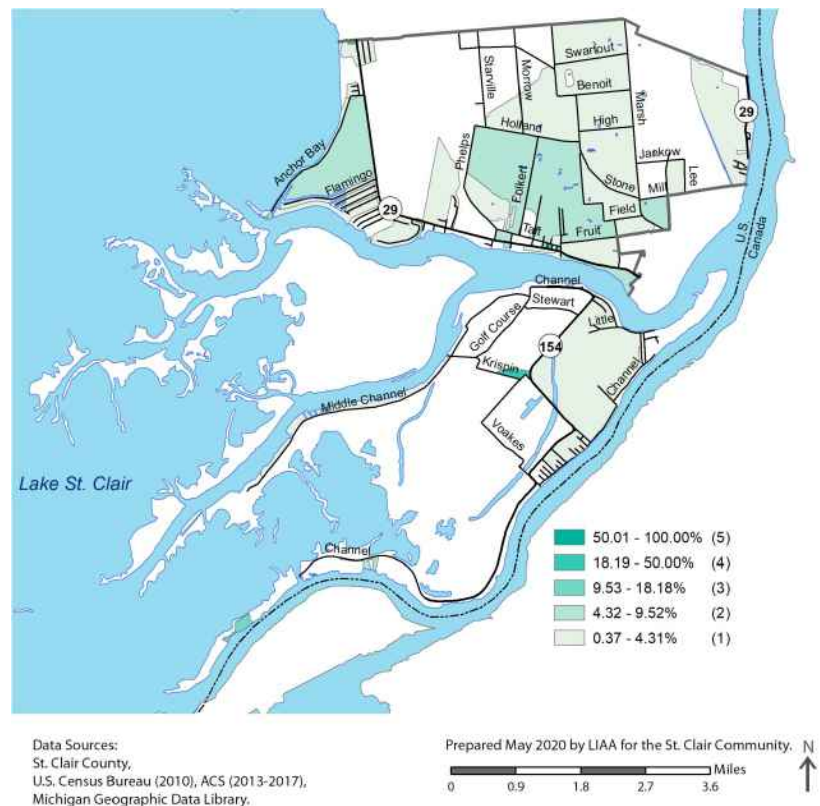 Swartout
Starville
Morrow
Benoit
Marsh
29
High
Holland
Anchor Bay
Phelps
Jankow
Folkert
Stone
Mill
Lee
Flamingo
Field
29
Taft
Fruit
U.S.
Canada
Channel
Stewart
Little
Golf Course
154
Krispin
Channel
Middle Channel
Voakes
Lake St. Clair
Channel
50.01 - 100.00% (5)
18.19 - 50.00% (4)
9.53 - 18.18% (3)
4.32 - 9.52% (2)
0.37 - 4.31% (1)
Data Sources:
St. Clair County,
U.S. Census Bureau (2010), ACS (2013-2017),
Michigan Geographic Data Library.
Prepared May 2020 by LIAA for the St. Clair Community.
N
Miles
0 0.9 1.8 2.7 3.6